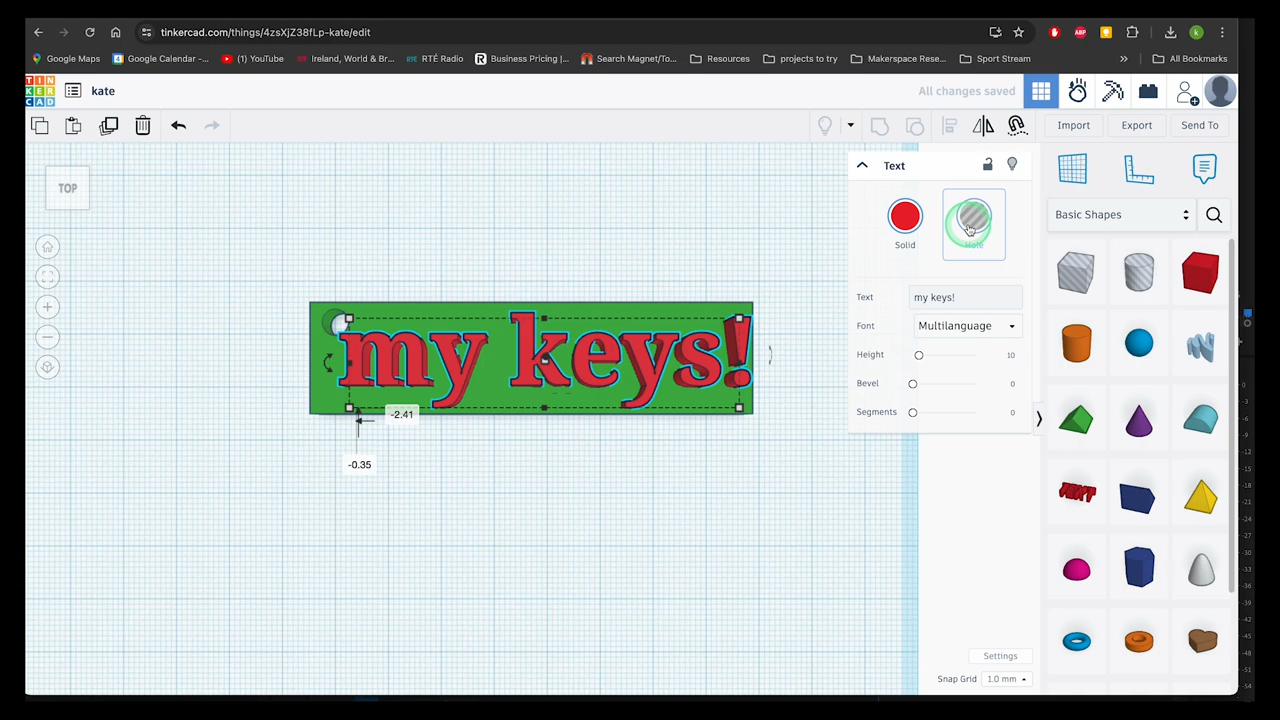 tinkercad.com/things/4zsXjZ38fLp-kate/edit
k
Google Maps
Google Calendar -...
(1) YouTube
Ireland, World & Br...
RTÉ Radio
Business Pricing |...
Search Magnet/To...
Resources
projects to try
Makerspace Rese...
Sport Stream
»
All Bookmarks
TIN
KER
CAD
kate
All changes saved
Import
Export
Send To
TOP
Text
Solid
Hole
Text
my keys!
Font
Multilanguage
Height
10
Bevel
0
Segments
0
Basic Shapes
my keys!
-2.41
-0.35
TEXT
Settings
Snap Grid
1.0 mm